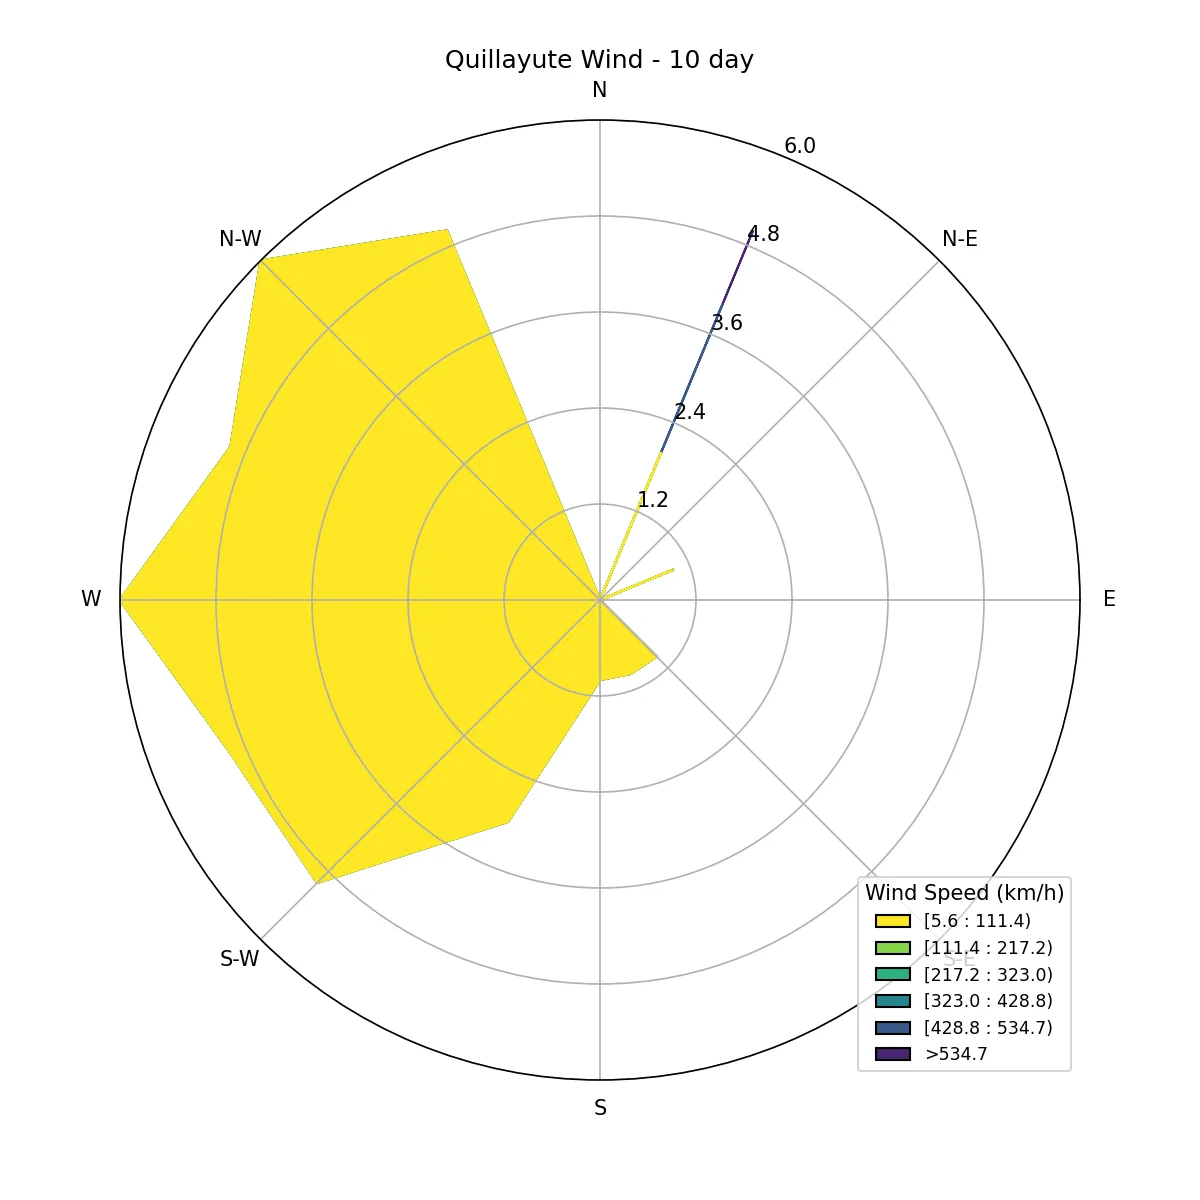 Quillayute Wind - 10 day
N
6.0
N-W
4.8
N-E
3.6
2.4
1.2
W
E
S-W
S-E
S
Wind Speed (km/h)
[5.6 : 111.4)
[111.4 : 217.2)
[217.2 : 323.0)
[323.0 : 428.8)
[428.8 : 534.7)
>534.7